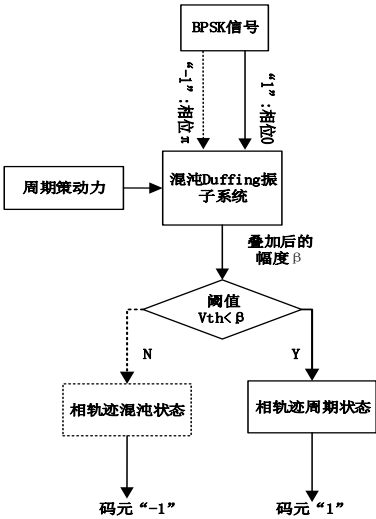 BPSK信号
“-1”:相位π
“1”:相位0
周期策动力
混沌Duffing振
子系统
叠加后的
幅度β
阈值
Vth<β
N
Y
相轨迹混沌状态
相轨迹周期状态
码元“-1”
码元“1”